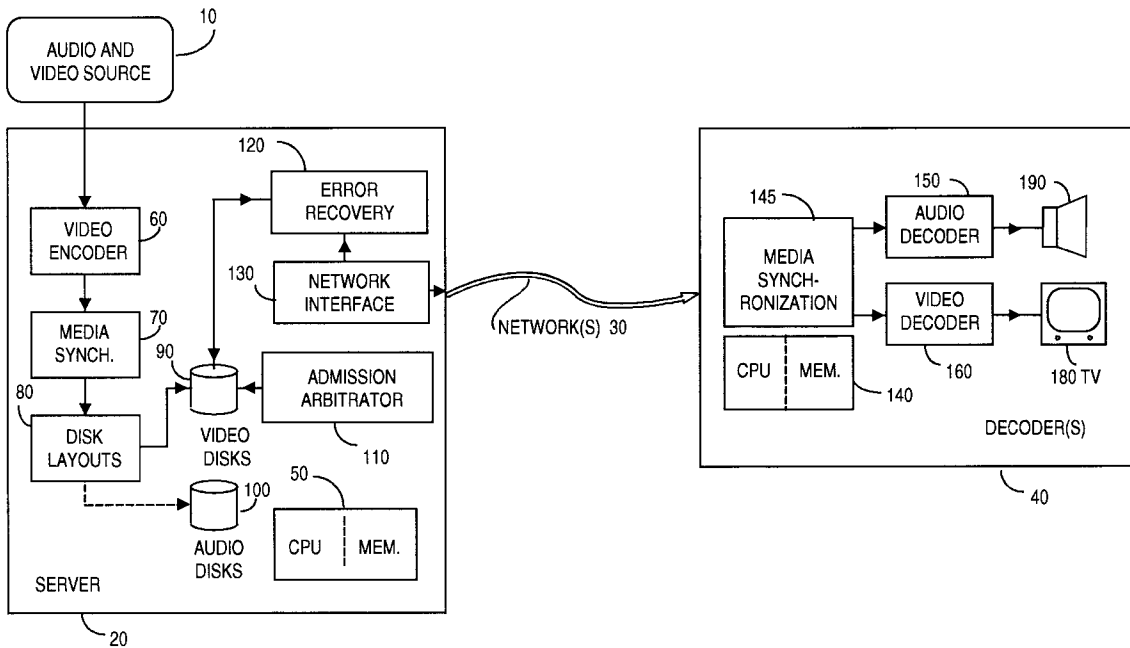 10
AUDIO AND
VIDEO SOURCE
120
ERROR
RECOVERY
60
VIDEO
ENCODER
130
NETWORK
INTERFACE
70
MEDIA
SYNCH.
90
80
DISK
LAYOUTS
VIDEO
DISKS
ADMISSION
ARBITRATOR
110
50
100
AUDIO
DISKS
CPU
MEM.
SERVER
20
NETWORK(S) 30
145
MEDIA
SYNCH-
RONIZATION
150
AUDIO
DECODER
190
VIDEO
DECODER
160
180 TV
CPU
MEM.
140
DECODER(S)
40